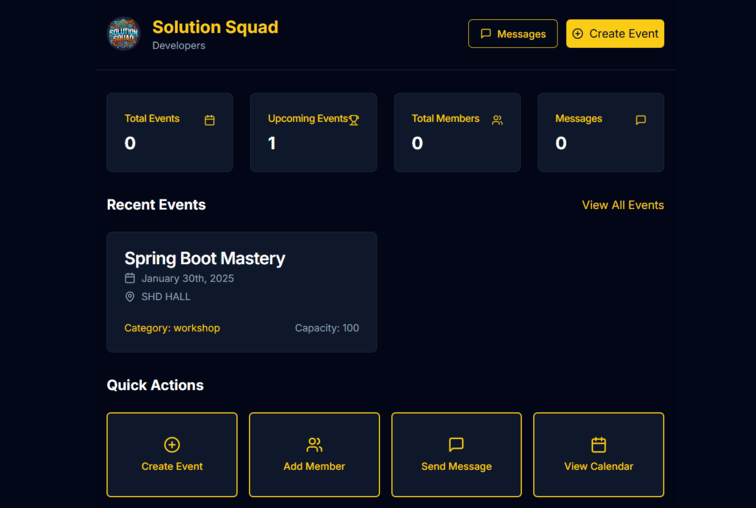 SOLUTION
SQUAD
Solution Squad
Developers
Messages
Create Event
Total Events
0
Upcoming Events
1
Total Members
0
Messages
0
Recent Events
View All Events
Spring Boot Mastery
January 30th, 2025
SHD HALL
Category: workshop
Capacity: 100
Quick Actions
Create Event
Add Member
Send Message
View Calendar